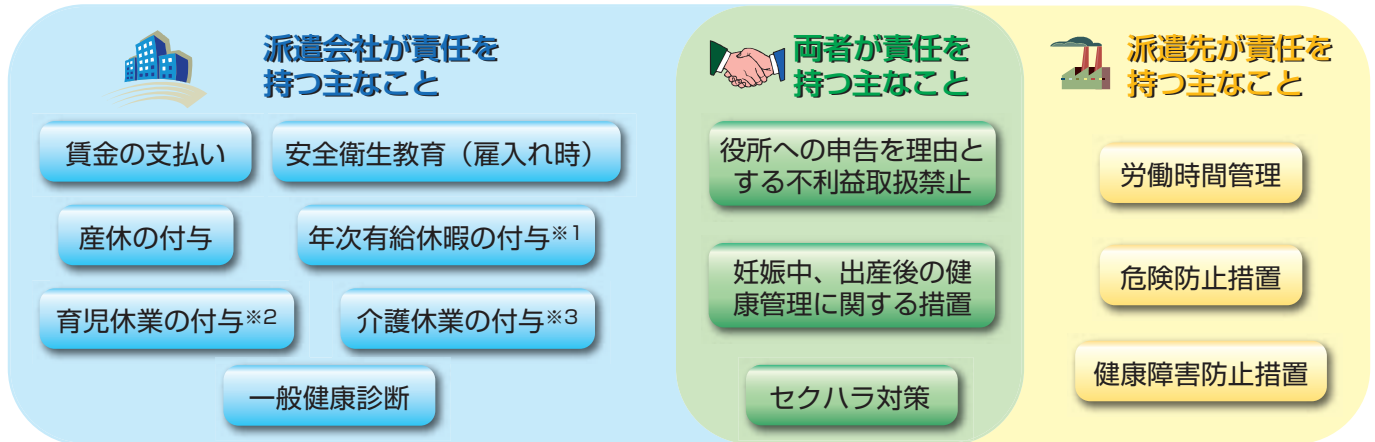 派遣会社が責任を
持つ主なこと
賃金の支払い
安全衛生教育（雇入れ時）
産休の付与
年次有給休暇の付与※1
育児休業の付与※2
介護休業の付与※3
一般健康診断
両者が責任を
持つ主なこと
役所への申告を理由と
する不利益取扱禁止
妊娠中、出産後の健
康管理に関する措置
セクハラ対策
派遣先が責任を
持つ主なこと
労働時間管理
危険防止措置
健康障害防止措置